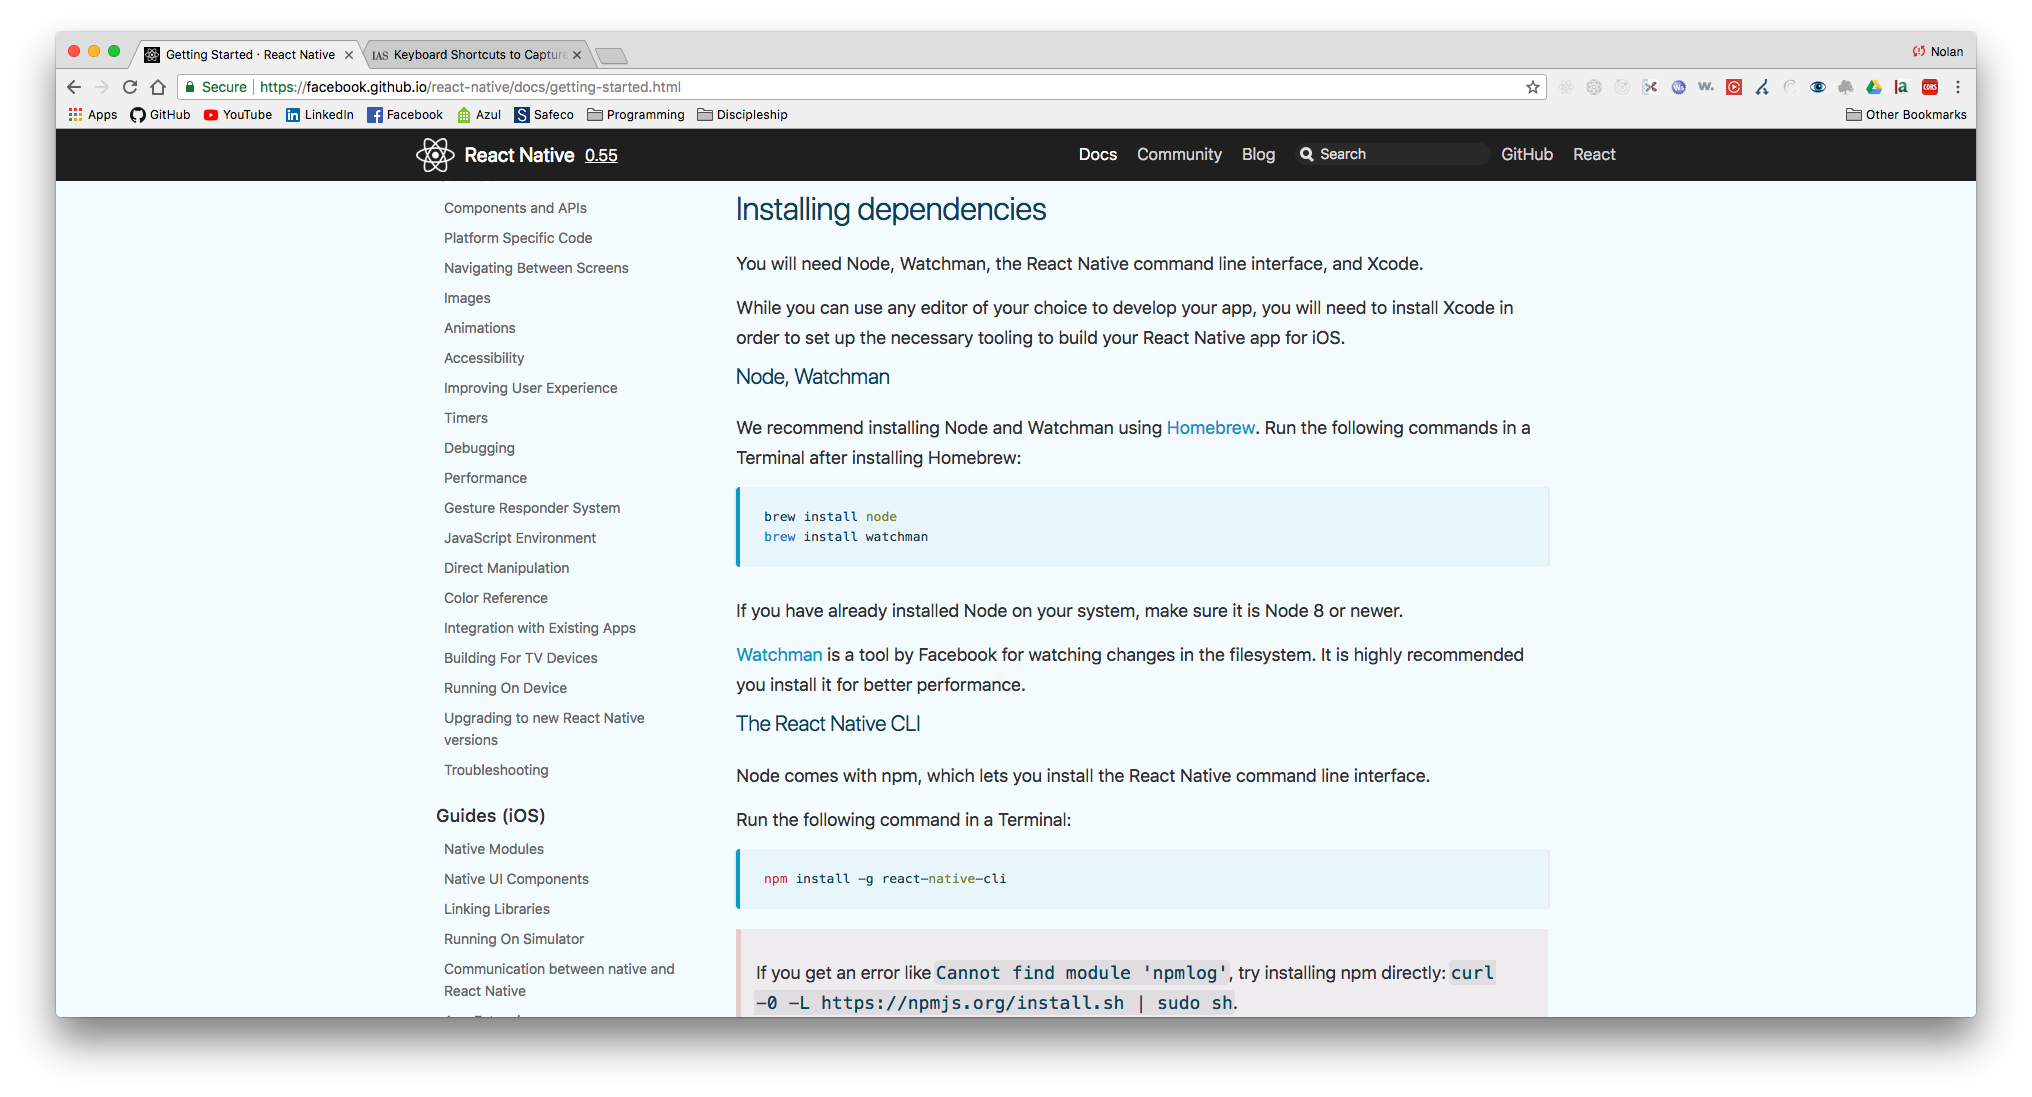 Getting Started · React Native
IAS Keyboard Shortcuts to Capture
Nolan
Secure https://facebook.github.io/react-native/docs/getting-started.html
Apps GitHub YouTube LinkedIn Facebook Azul Safeco Programming Discipleship Other Bookmarks
React Native 0.55 Docs Community Blog Search GitHub React
Components and APIs
Platform Specific Code
Navigating Between Screens
Images
Animations
Accessibility
Improving User Experience
Timers
Debugging
Performance
Gesture Responder System
JavaScript Environment
Direct Manipulation
Color Reference
Integration with Existing Apps
Building For TV Devices
Running On Device
Upgrading to new React Native
versions
Troubleshooting
Guides (iOS)
Native Modules
Native UI Components
Linking Libraries
Running On Simulator
Communication between native and
React Native
Installing dependencies
You will need Node, Watchman, the React Native command line interface, and Xcode.
While you can use any editor of your choice to develop your app, you will need to install Xcode in
order to set up the necessary tooling to build your React Native app for iOS.
Node, Watchman
We recommend installing Node and Watchman using Homebrew. Run the following commands in a
Terminal after installing Homebrew:
brew install node
brew install watchman
If you have already installed Node on your system, make sure it is Node 8 or newer.
Watchman is a tool by Facebook for watching changes in the filesystem. It is highly recommended
you install it for better performance.
The React Native CLI
Node comes with npm, which lets you install the React Native command line interface.
Run the following command in a Terminal:
npm install -g react-native-cli
If you get an error like Cannot find module 'npmlog', try installing npm directly: curl
-0 -L https://npmjs.org/install.sh | sudo sh.